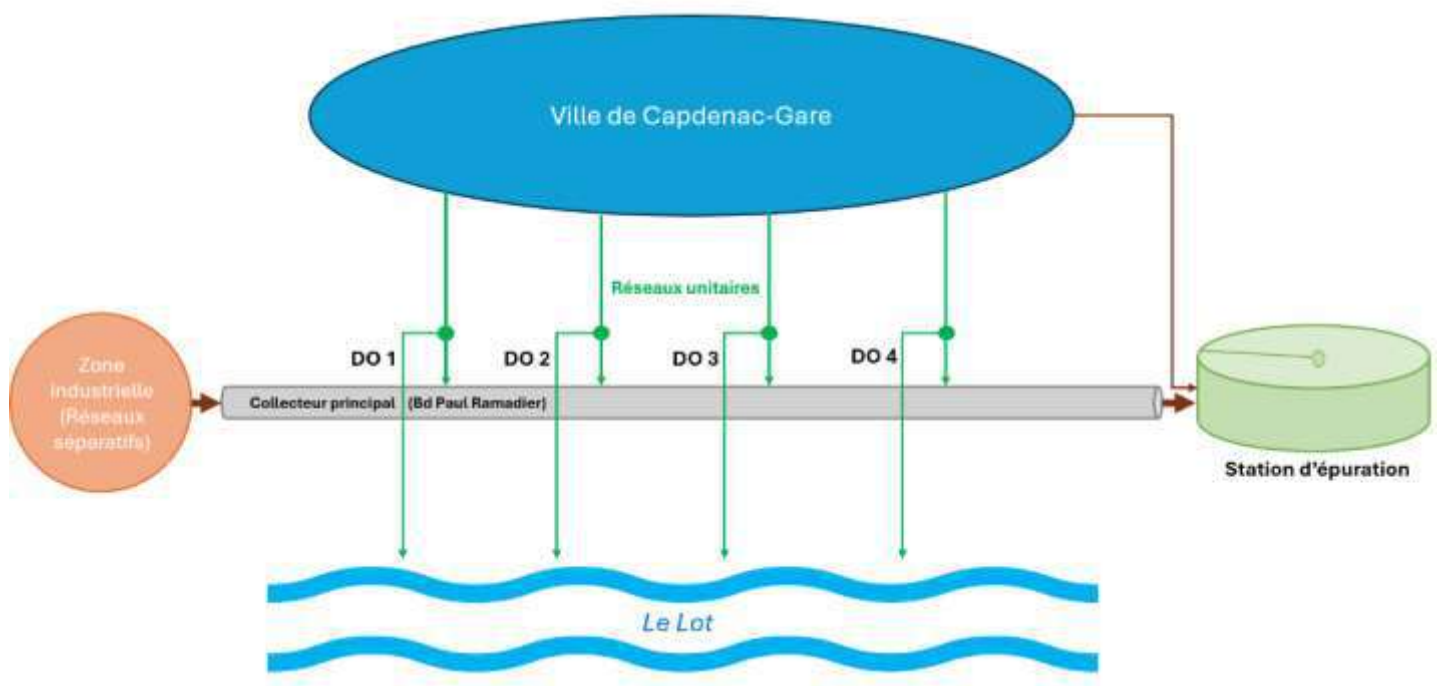 Ville de Capdenac-Gare
Réseaux unitaires
DO 1
DO 2
DO 3
DO 4
Zone
industrielle
(Réseaux
séparatifs)
Collecteur principal (Bd Paul Ramadier)
Station d'épuration
Le Lot